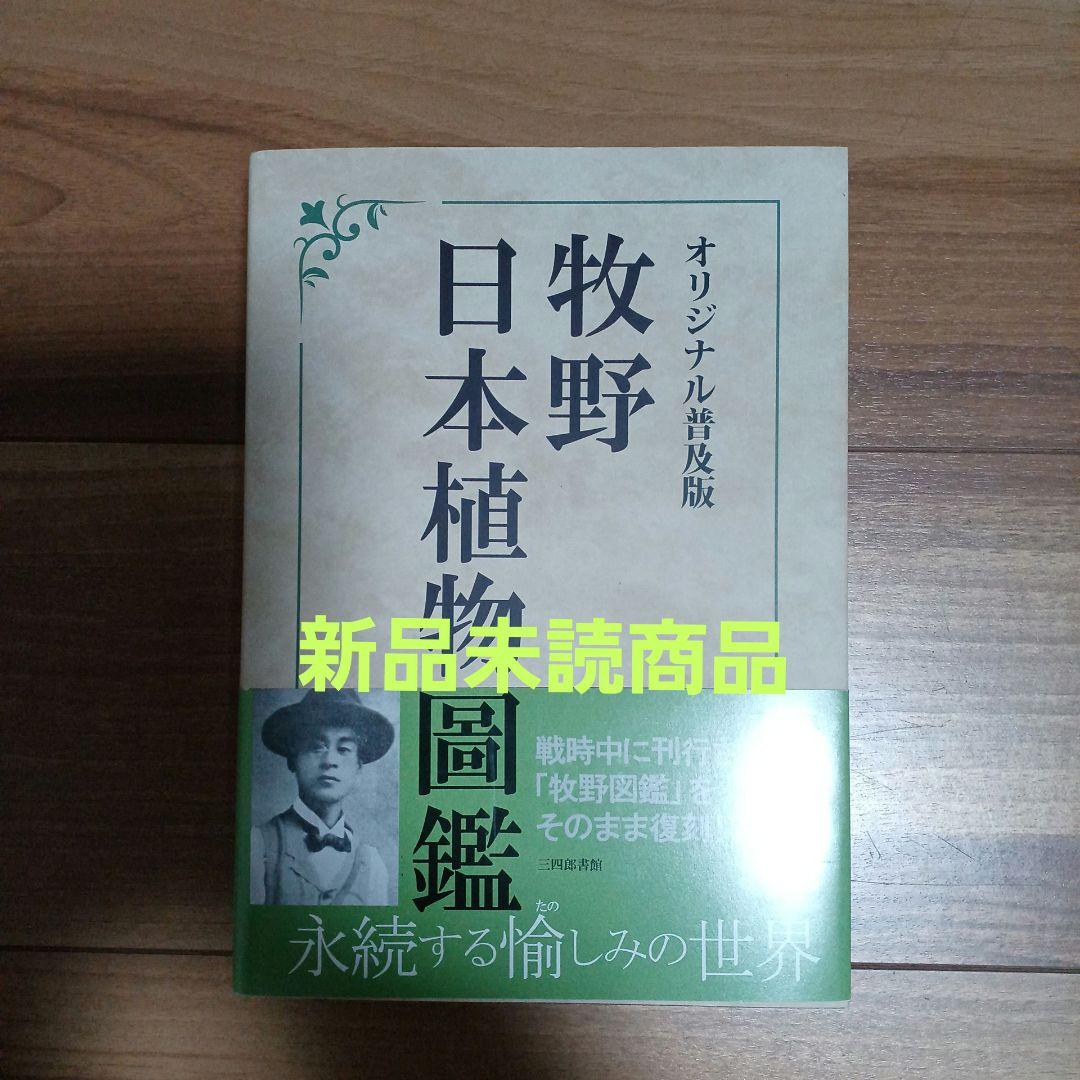 オリジナル普及版
牧野
日本植物圖鑑
新品未読商品
戦時中に刊行
「牧野図鑑」を
そのまま復刻
三四郎書館
たの
永続する愉しみの世界